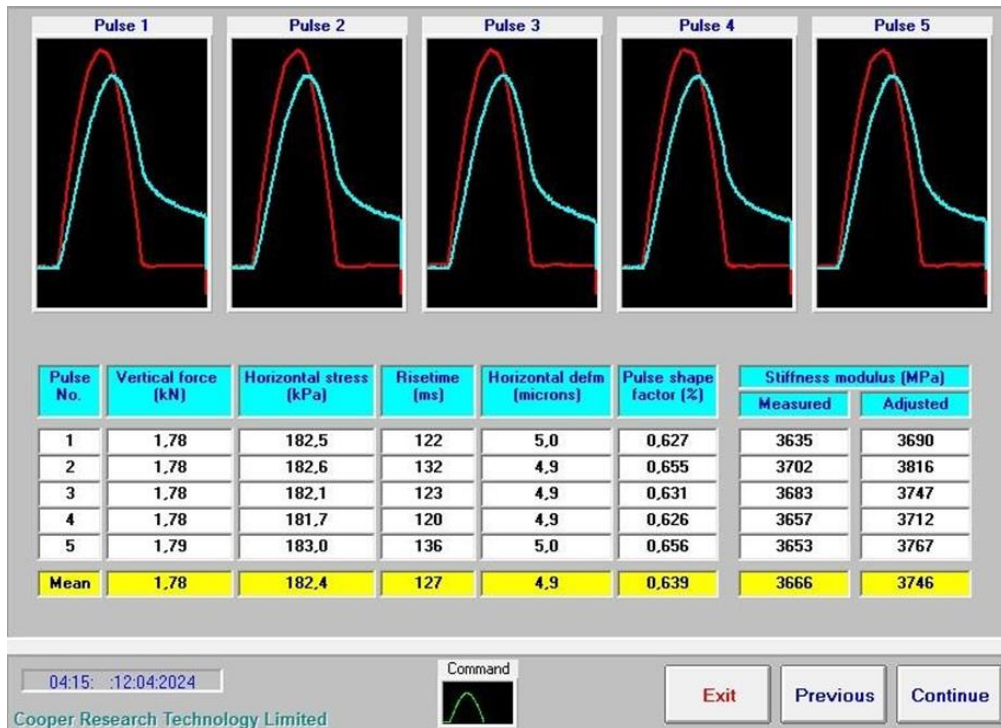 Pulse 1 Pulse 2 Pulse 3 Pulse 4 Pulse 5
Pulse No. Vertical force (kN) Horizontal stress (kPa) Risetime (ms) Horizontal defm (microns) Pulse shape factor (%) Stiffness modulus (MPa)
Measured Adjusted
1 1,78 182,5 122 5,0 0,627 3635 3690
2 1,78 182,6 132 4,9 0,655 3702 3816
3 1,78 182,1 123 4,9 0,631 3683 3747
4 1,78 181,7 120 4,9 0,626 3657 3712
5 1,79 183,0 136 5,0 0,656 3653 3767
Mean 1,78 182,4 127 4,9 0,639 3666 3746
04:15: :12:04:2024
Command
Exit Previous Continue
Cooper Research Technology Limited